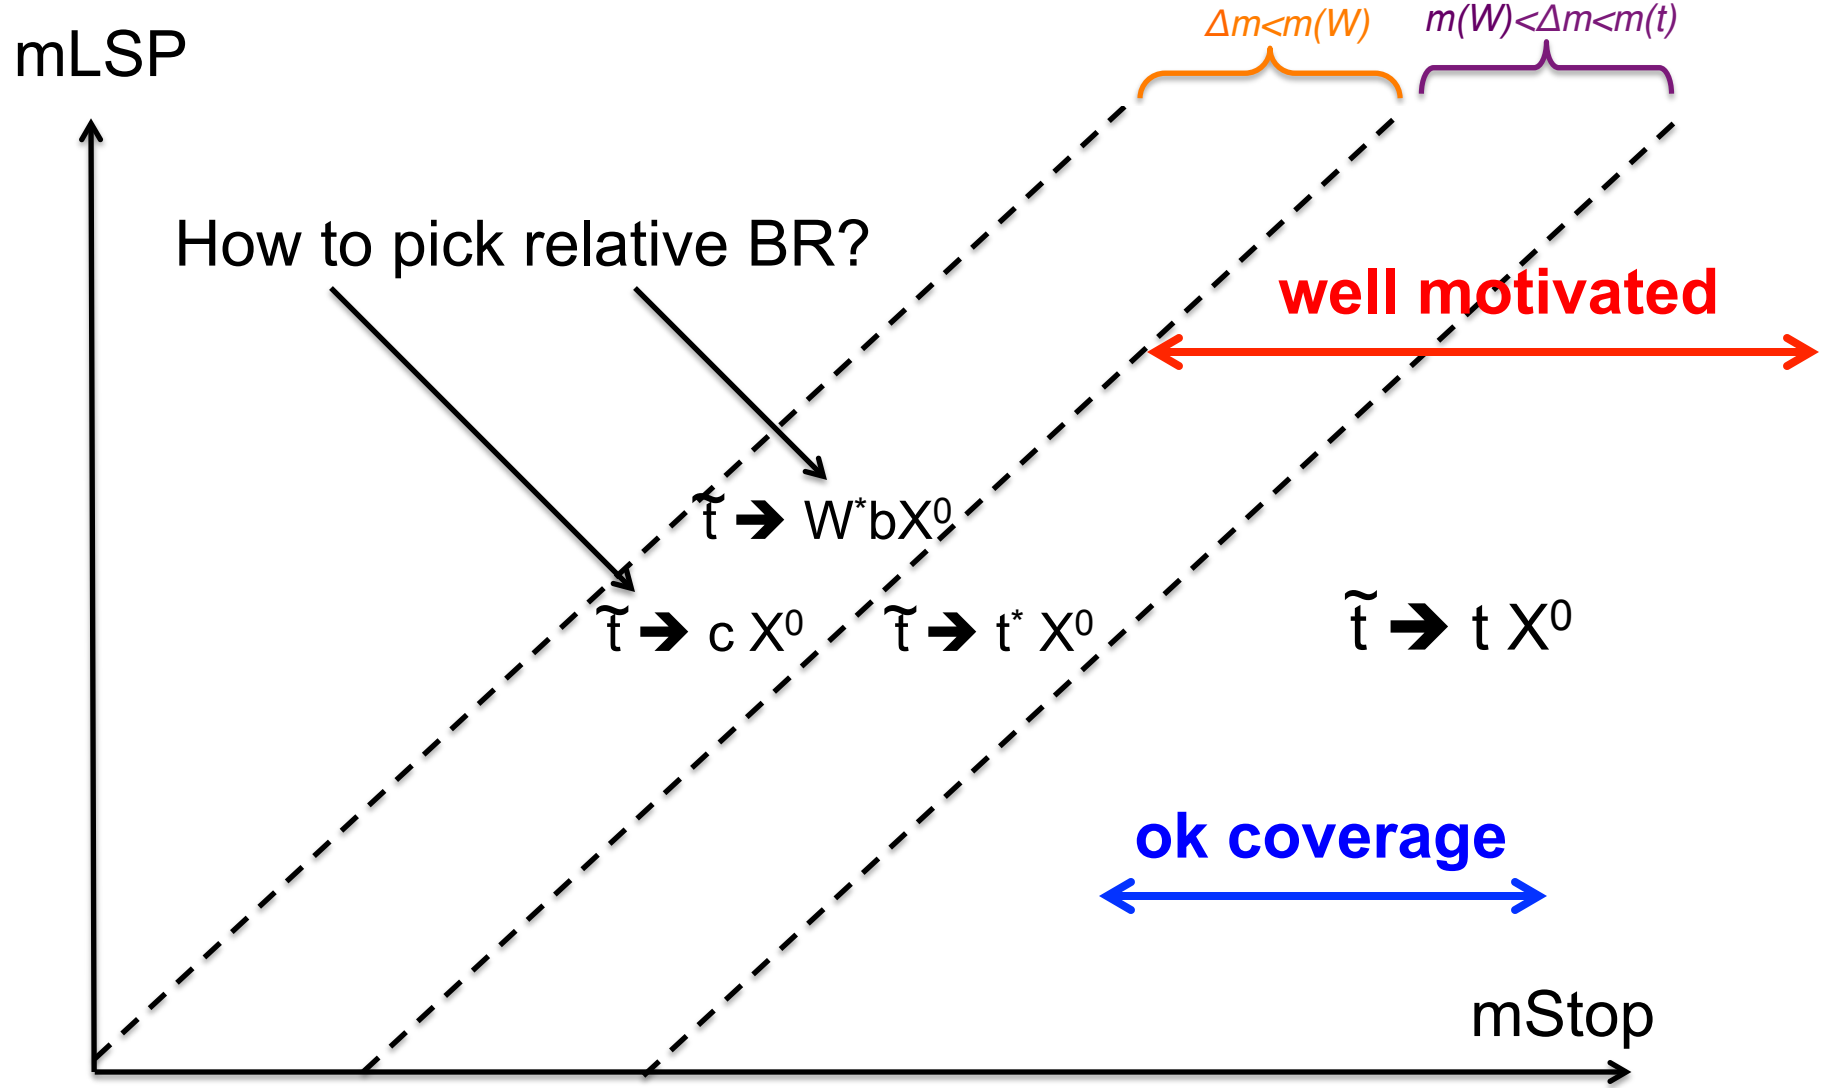 Δm<m(W)
m(W)<Δm<m(t)
mLSP
How to pick relative BR?
well motivated
t̃ ➔ W*bX⁰
t̃ ➔ c X⁰
t̃ ➔ t* X⁰
t̃ ➔ t X⁰
ok coverage
mStop